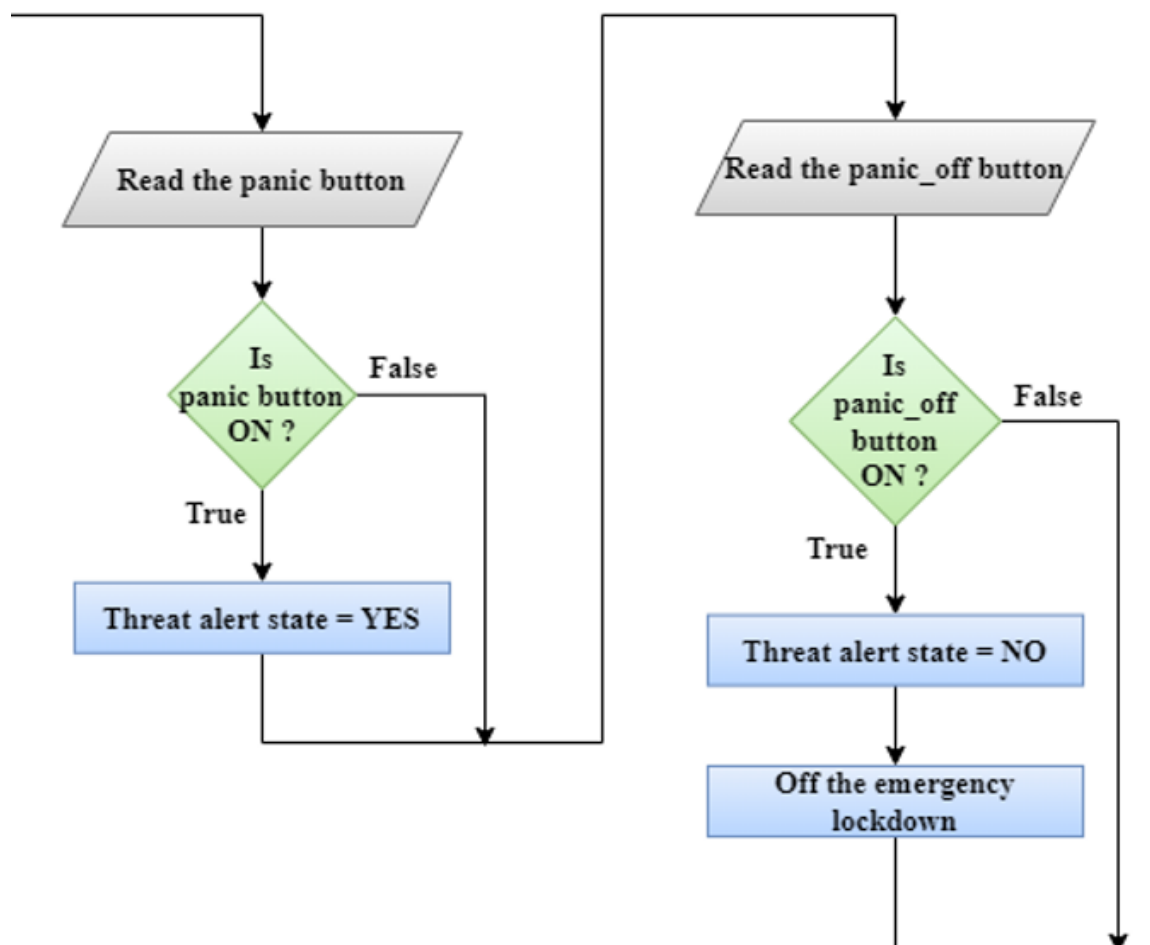 Read the panic button
Is
panic button
ON ?
False
True
Threat alert state = YES
Read the panic_off button
Is
panic_off
button
ON ?
False
True
Threat alert state = NO
Off the emergency
lockdown